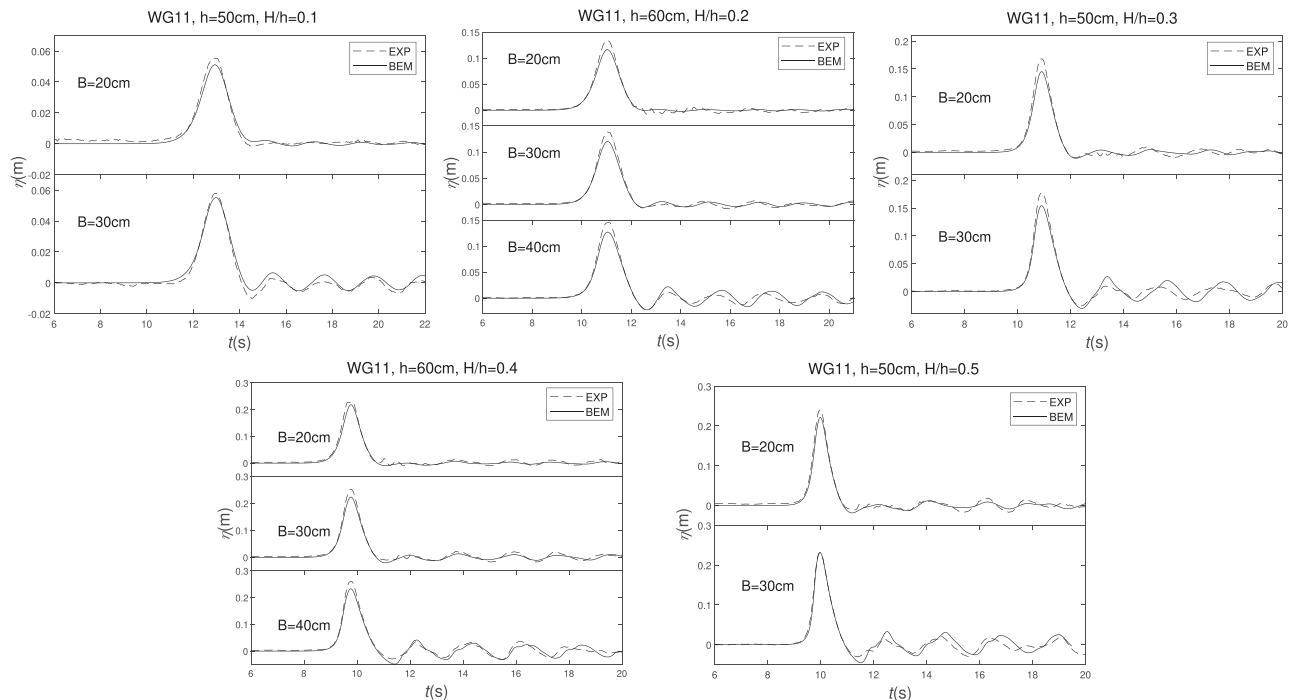 WG11, h=50cm, H/h=0.1
0.06
0.04
0.02
0
-0.02
0.06
0.04
0.02
0
-0.02
η(m)
B=20cm
B=30cm
EXP
BEM
6 8 10 12 14 16 18 20 22
t(s)
WG11, h=60cm, H/h=0.2
0.15
0.1
0.05
0
0.15
0.1
0.05
0
0.15
0.1
0.05
0
η(m)
B=20cm
B=30cm
B=40cm
EXP
BEM
6 8 10 12 14 16 18 20
t(s)
WG11, h=50cm, H/h=0.3
0.2
0.15
0.1
0.05
0
0.2
0.15
0.1
0.05
0
η(m)
B=20cm
B=30cm
EXP
BEM
6 8 10 12 14 16 18 20
t(s)
WG11, h=60cm, H/h=0.4
0.3
0.2
0.1
0
0.3
0.2
0.1
0
0.3
0.2
0.1
0
η(m)
B=20cm
B=30cm
B=40cm
EXP
BEM
6 8 10 12 14 16 18 20
t(s)
WG11, h=50cm, H/h=0.5
0.3
0.2
0.1
0
0.3
0.2
0.1
0
η(m)
B=20cm
B=30cm
EXP
BEM
6 8 10 12 14 16 18 20
t(s)